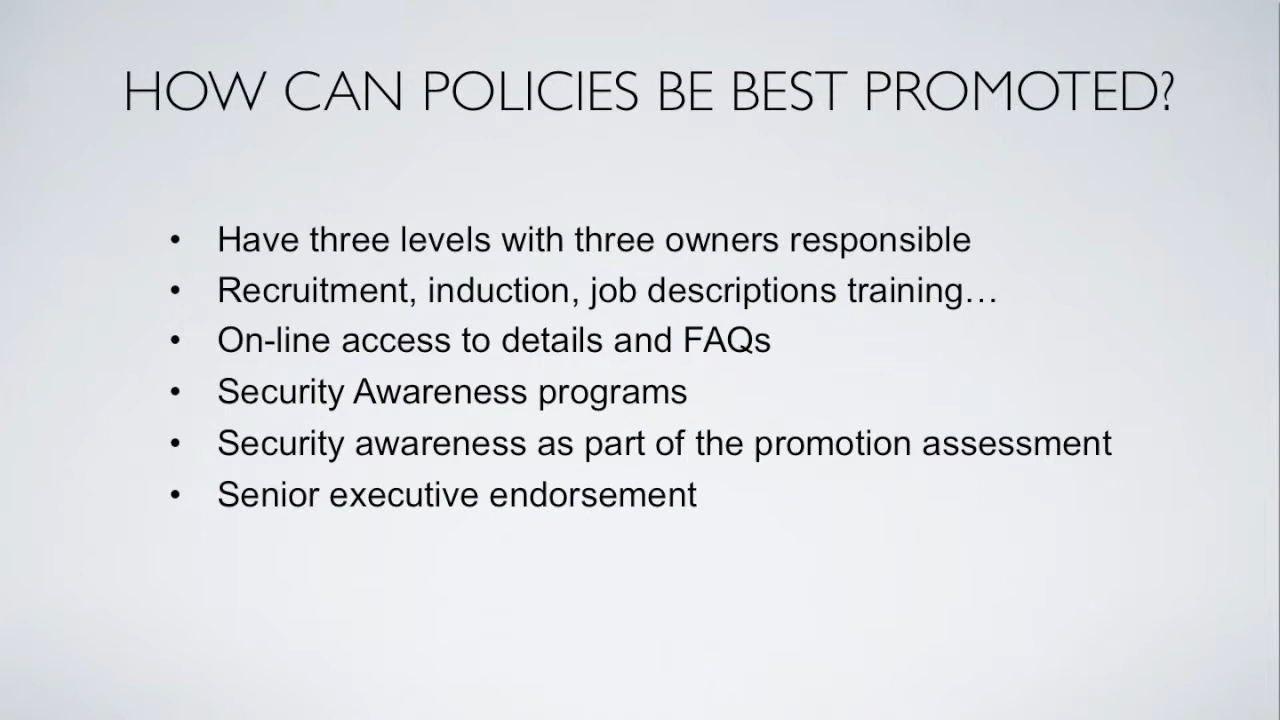 HOW CAN POLICIES BE BEST PROMOTED?
• Have three levels with three owners responsible
• Recruitment, induction, job descriptions training…
• On-line access to details and FAQs
• Security Awareness programs
• Security awareness as part of the promotion assessment
• Senior executive endorsement